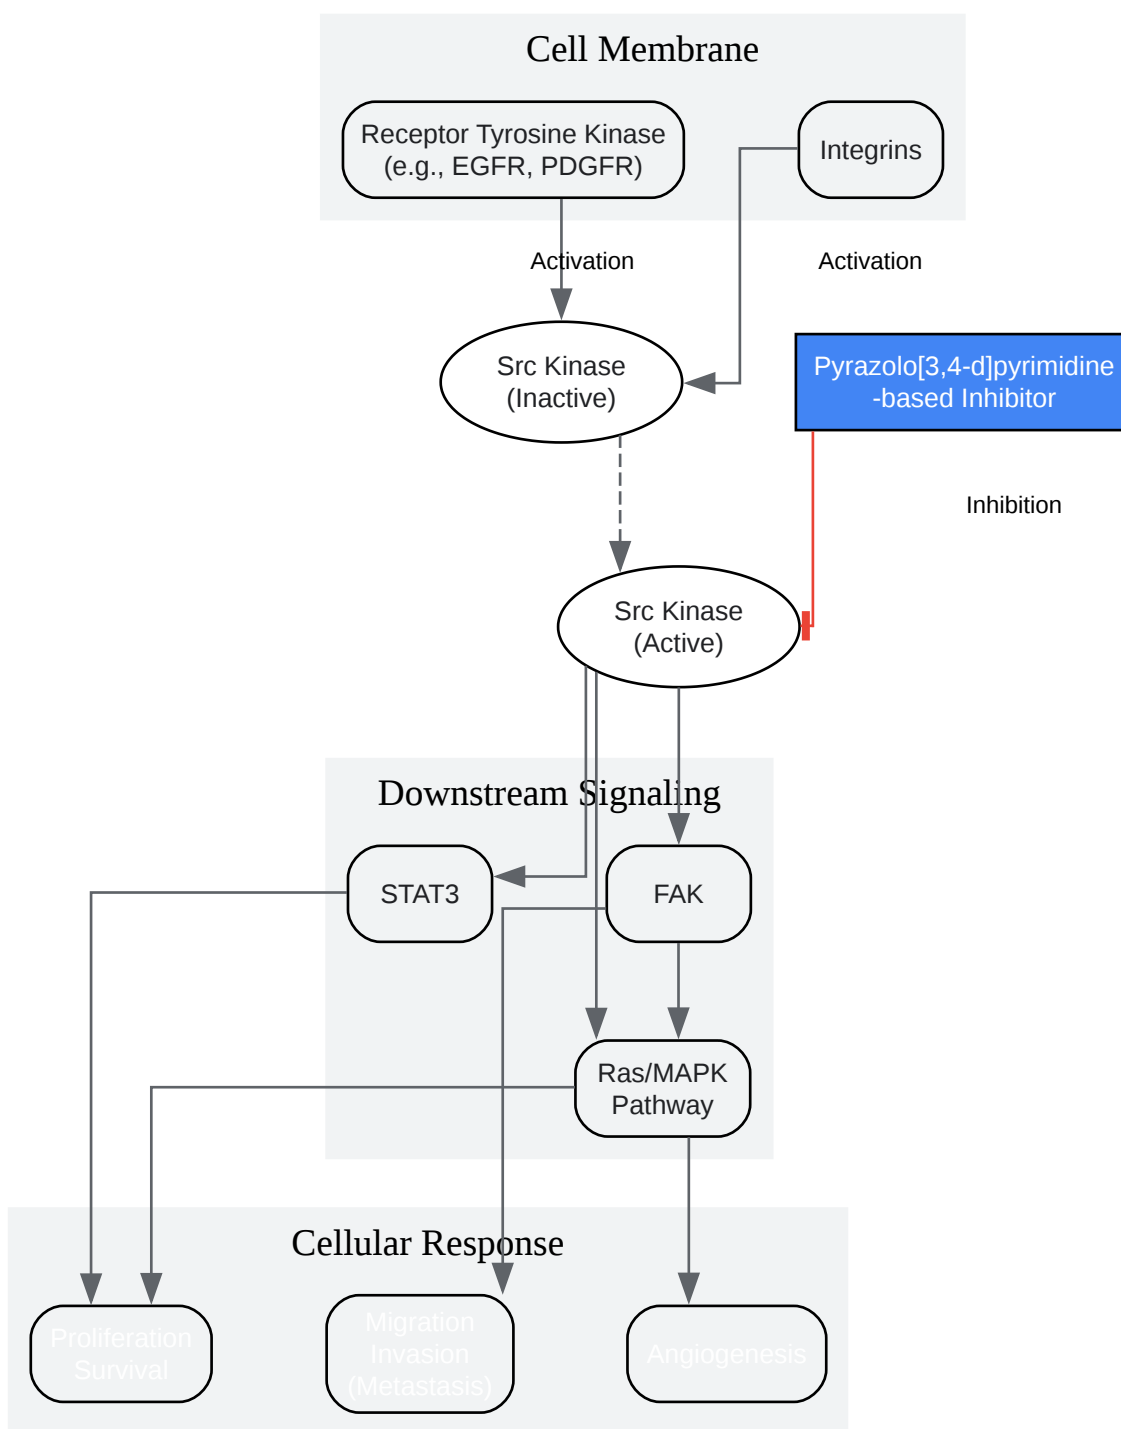 Cell Membrane
Receptor Tyrosine Kinase
(e.g., EGFR, PDGFR)
Integrins
Activation
Activation
Src Kinase
(Inactive)
Pyrazolo[3,4-d]pyrimidine
-based Inhibitor
Inhibition
Src Kinase
(Active)
Downstream Signaling
STAT3
FAK
Ras/MAPK
Pathway
Cellular Response
Proliferation
Survival
Migration
Invasion
(Metastasis)
Angiogenesis